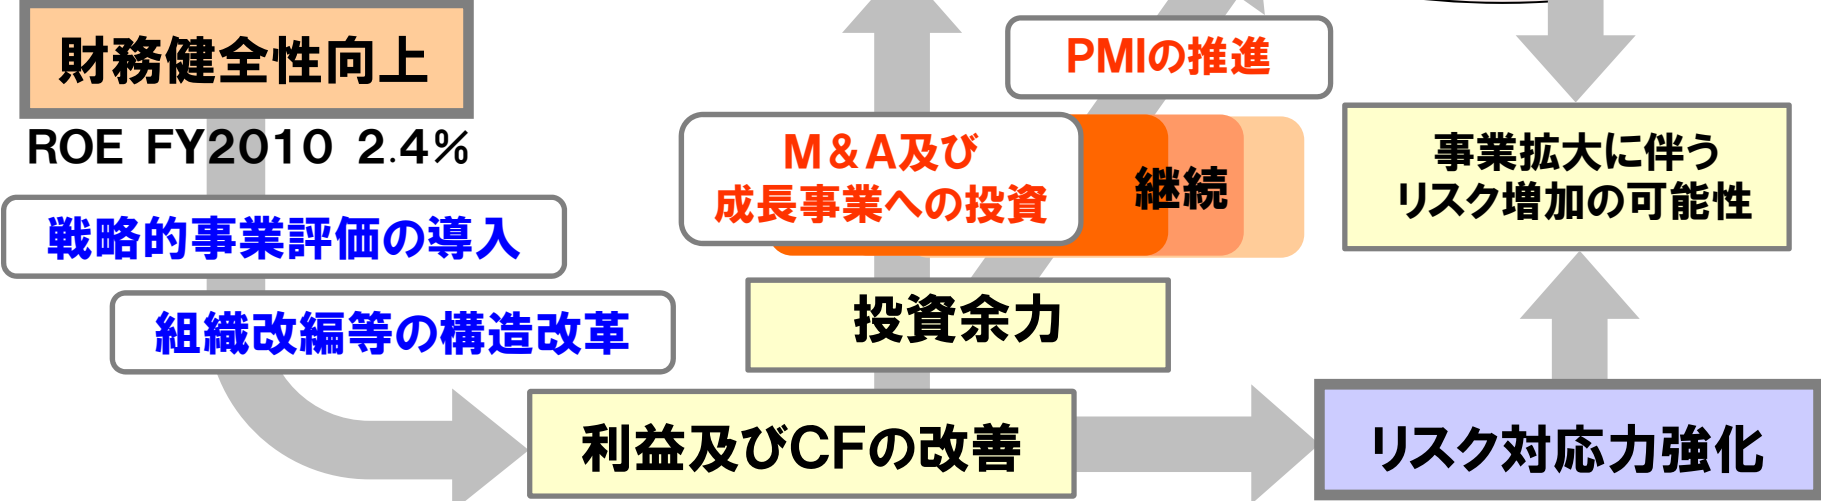 財務健全性向上
ROE FY2010 2.4%
戦略的事業評価の導入
組織改編等の構造改革
PMIの推進
M&A及び
成長事業への投資
継続
投資余力
利益及びCFの改善
事業拡大に伴う
リスク増加の可能性
リスク対応力強化